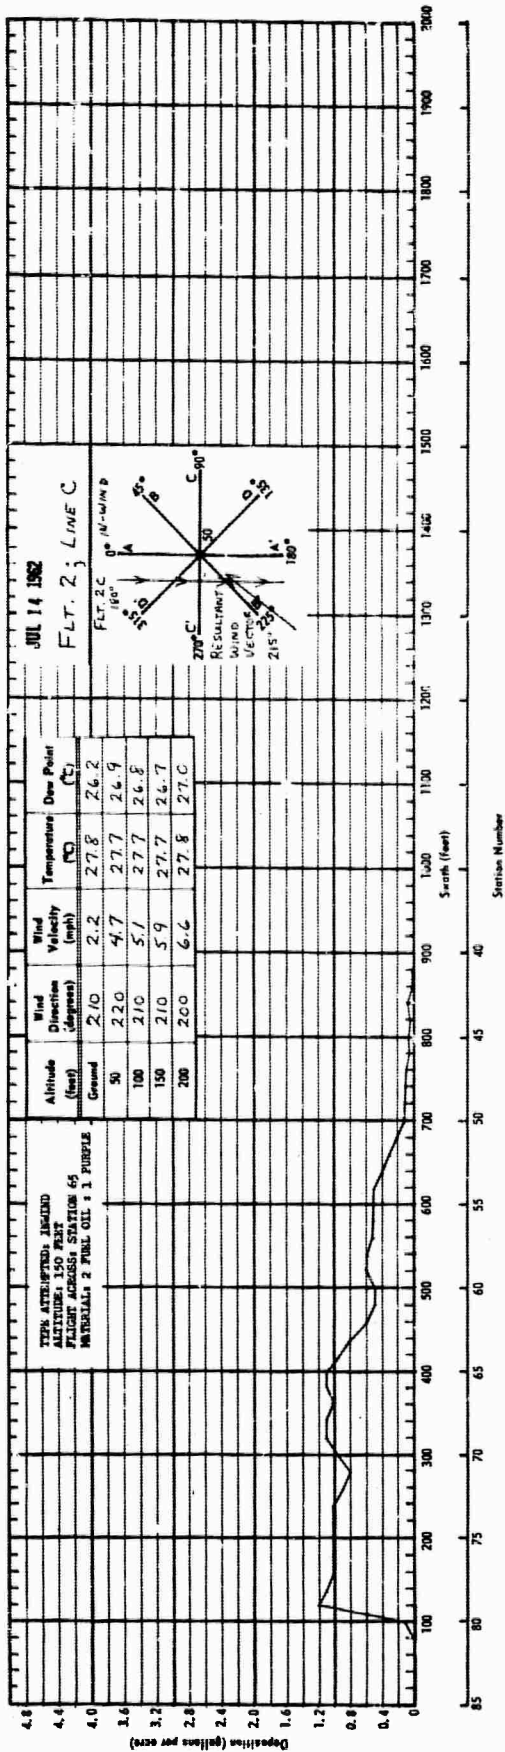 JUL 14 1962
FLT. 2; LINE C
TYPE ATTEMPTED: INWIND
ALTITUDE: 150 FEET
FLIGHT ACROSS: STATION 65
MATERIAL: 2 FUEL OIL : 1 PURPLE
Altitude (feet) Wind Direction (degrees) Wind Velocity (mph) Temperature (°C) Dew Point (°C)
Ground 210 2.2 27.8 26.2
50 220 4.7 27.7 26.9
100 210 5.1 27.7 26.8
150 210 5.9 27.7 26.7
200 200 6.6 27.8 27.0
FLT. 2C
180°
0° IN-WIND
A
45°
B
C
90°
135°
D
A'
180°
50
225°
270° C'
315°
RESULTANT
WIND
VECTOR
215°
Deposition (gallons per acre)
4.8
4.4
4.0
3.6
3.2
2.8
2.4
2.0
1.6
1.2
0.8
0.4
0
100 200 300 400 500 600 700 800 900 1000 1100 1200 1300 1400 1500 1600 1700 1800 1900 2000
Swath (feet)
85 80 75 70 65 60 55 50 45 40
Station Number